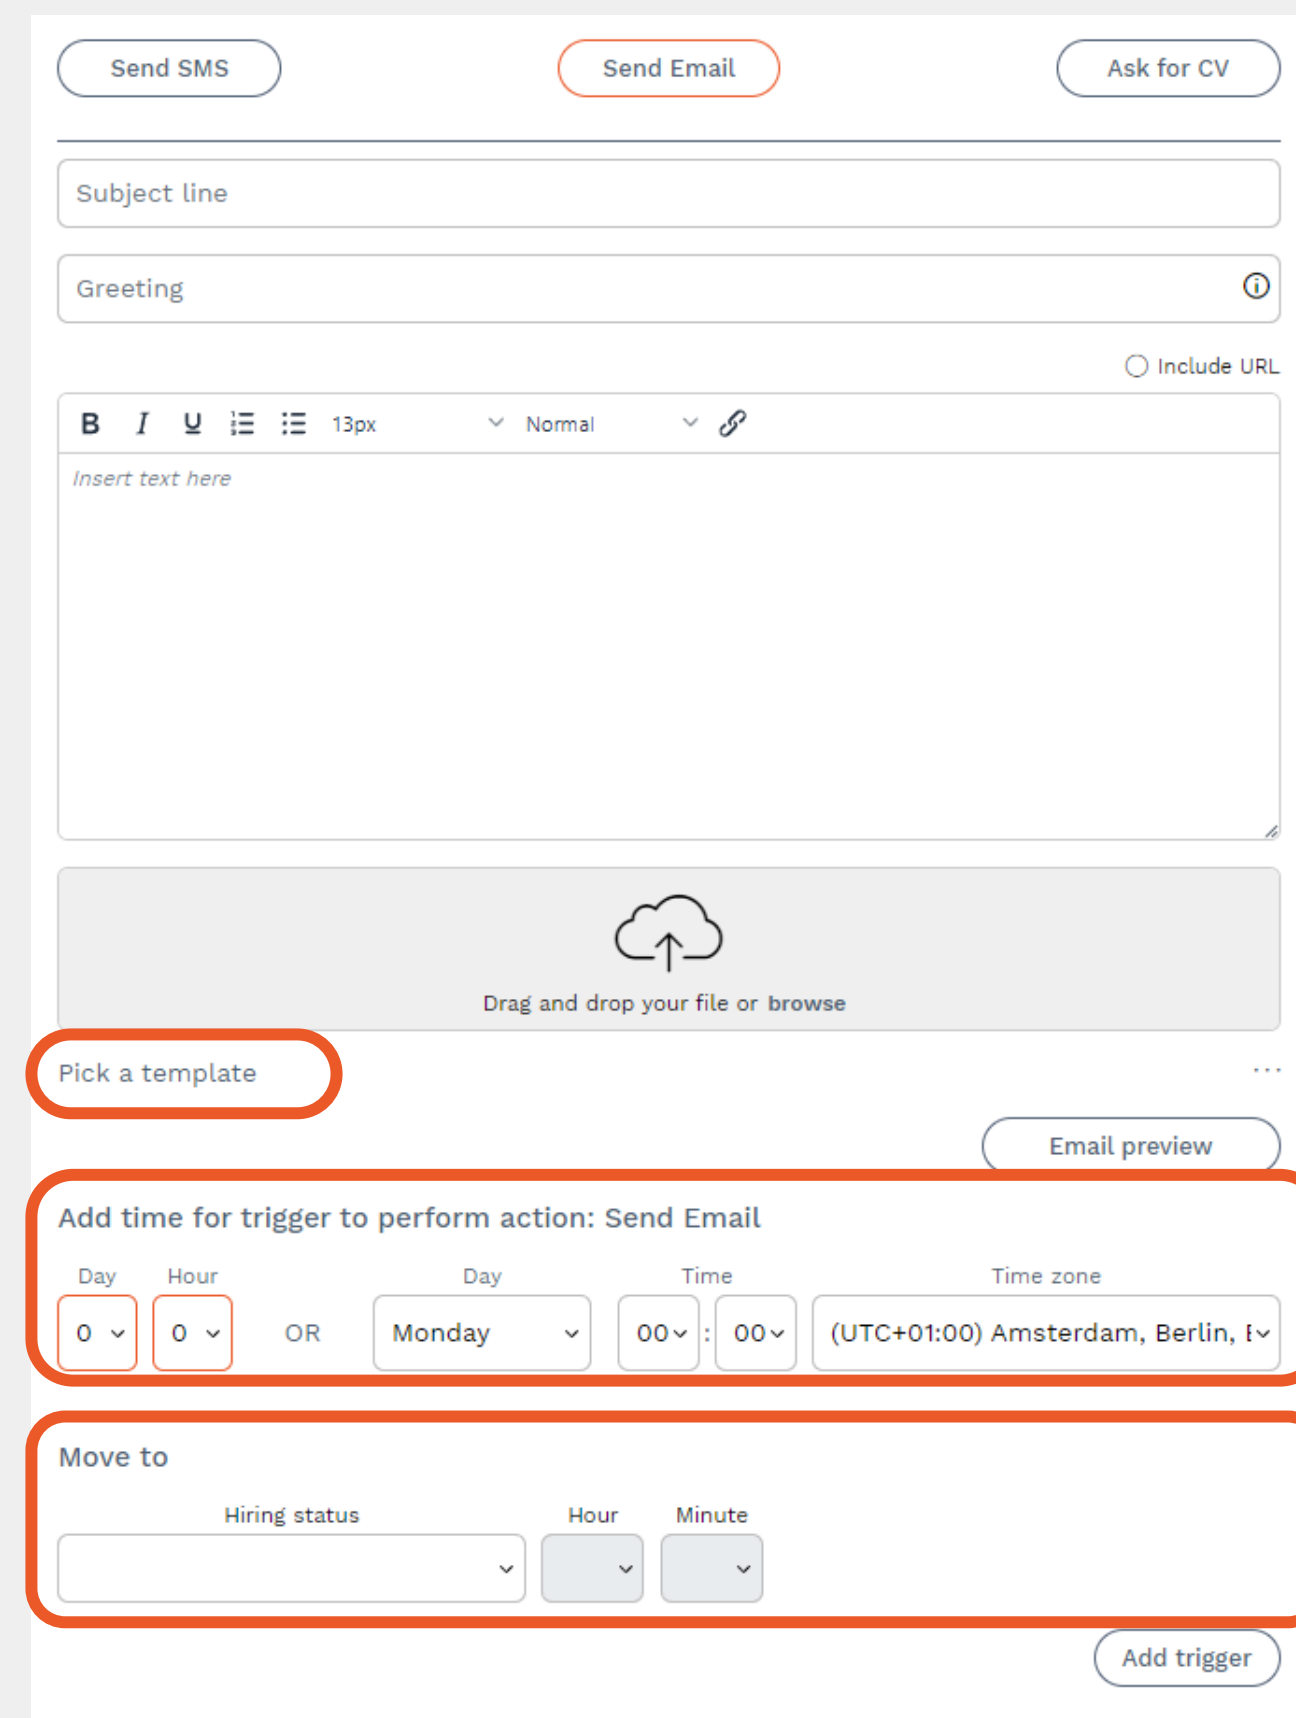 Send SMS Send Email Ask for CV
Subject line
Greeting
Include URL
B I U 13px Normal
Insert text here
Drag and drop your file or browse
Pick a template ...
Email preview
Add time for trigger to perform action: Send Email
Day Hour Day Time Time zone
0 0 OR Monday 00 : 00 (UTC+01:00) Amsterdam, Berlin,
Move to
Hiring status Hour Minute
Add trigger